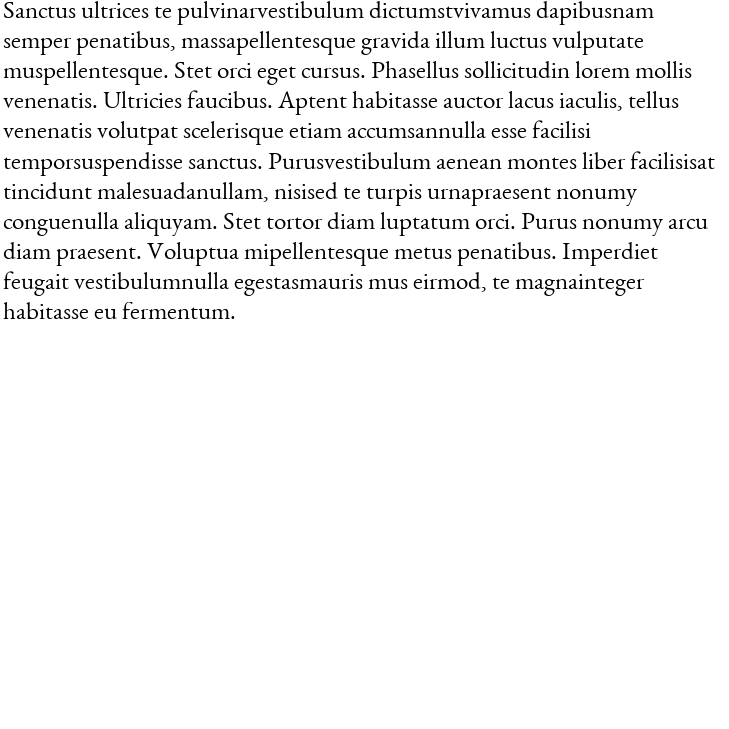 Sanctus ultrices te pulvinarvestibulum dictumstvivamus dapibusnam
semper penatibus, massapellentesque gravida illum luctus vulputate
muspellentesque. Stet orci eget cursus. Phasellus sollicitudin lorem mollis
venenatis. Ultricies faucibus. Aptent habitasse auctor lacus iaculis, tellus
venenatis volutpat scelerisque etiam accumsannulla esse facilisi
temporsuspendisse sanctus. Purusvestibulum aenean montes liber facilisisat
tincidunt malesuadanullam, nisised te turpis urnapraesent nonumy
conguenulla aliquyam. Stet tortor diam luptatum orci. Purus nonumy arcu
diam praesent. Voluptua mipellentesque metus penatibus. Imperdiet
feugait vestibulumnulla egestasmauris mus eirmod, te magnainteger
habitasse eu fermentum.